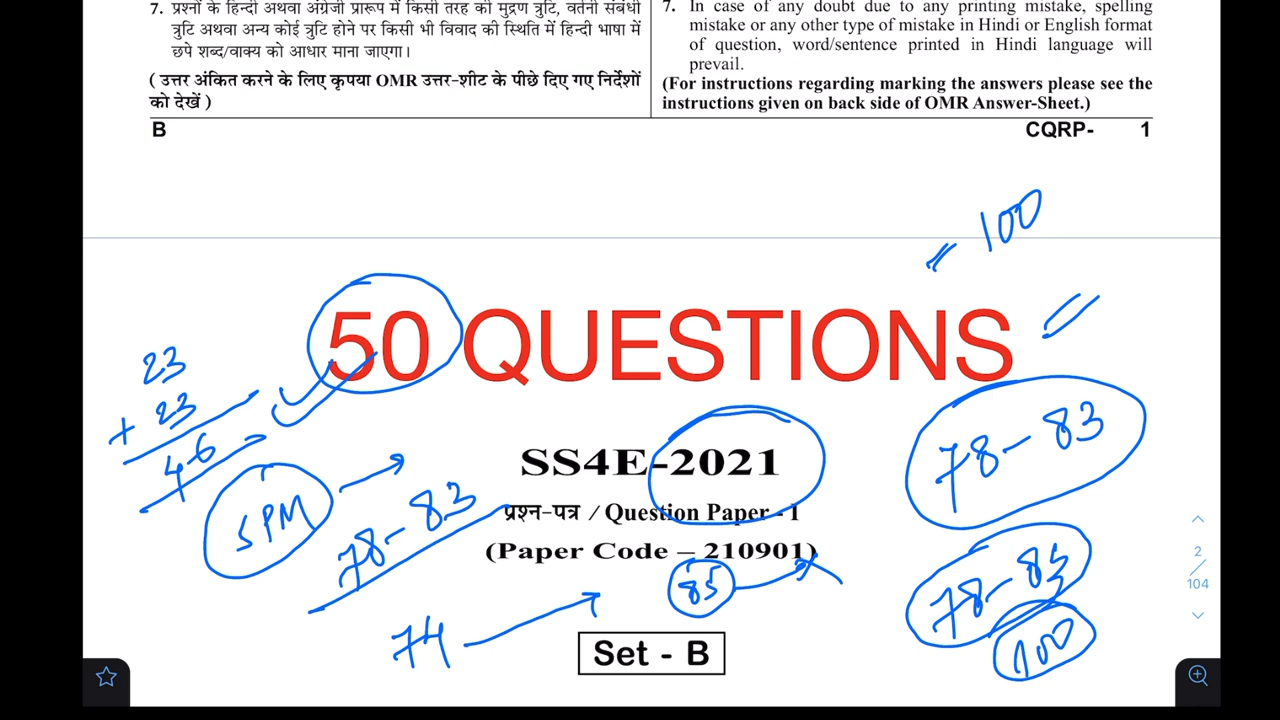 7. प्रश्नों के हिन्दी अथवा अंग्रेजी प्रारूप में किसी तरह की मुद्रण त्रुटि, वर्तनी संबंधी
त्रुटि अथवा अन्य कोई त्रुटि होने पर किसी भी विवाद की स्थिति में हिन्दी भाषा में
छपे शब्द/वाक्य को आधार माना जाएगा।
( उत्तर अंकित करने के लिए कृपया OMR उत्तर-शीट के पीछे दिए गए निर्देशों
को देखें )
7. In case of any doubt due to any printing mistake, spelling
mistake or any other type of mistake in Hindi or English format
of question, word/sentence printed in Hindi language will
prevail.
(For instructions regarding marking the answers please see the
instructions given on back side of OMR Answer-Sheet.)
B
CQRP- 1
= 100
50 QUESTIONS
23
+ 23
46
SS4E-2021
78-83
5PM
78-83
प्रश्न-पत्र / Question Paper - I
(Paper Code – 210901)
85
78-85
74
100
Set - B
2
/
104